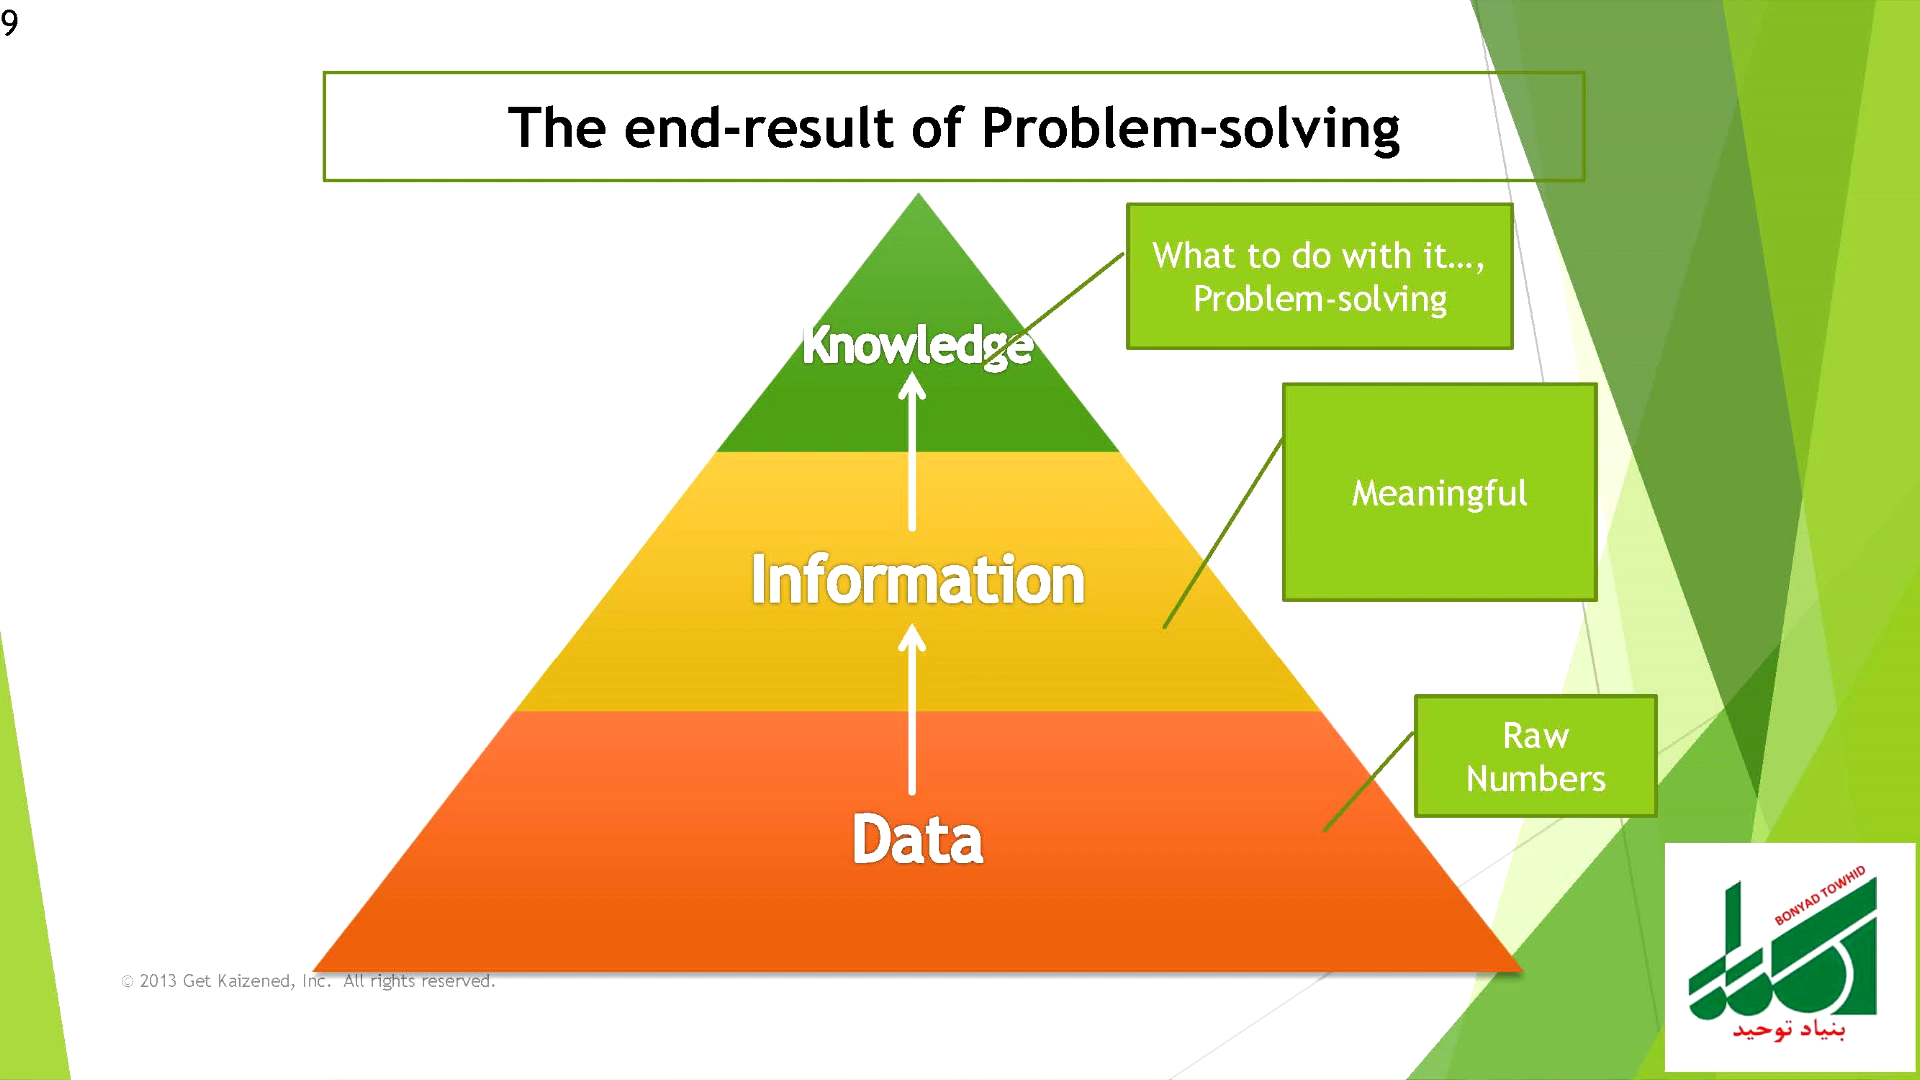 9
The end-result of Problem-solving
What to do with it…,
Problem-solving
Knowledge
Meaningful
Information
Raw
Numbers
Data
© 2013 Get Kaizened, Inc. All rights reserved.
BONYAD TOWHID
بنیاد توحید